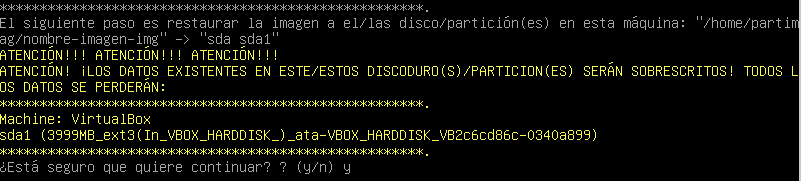 *****************************************************.
El siguiente paso es restaurar la imagen a el/las disco/partición(es) en esta máquina: "/home/partim
ag/nombre-imagen-img" -> "sda sda1"
ATENCIÓN!!! ATENCIÓN!!! ATENCIÓN!!!
ATENCIÓN! ¡LOS DATOS EXISTENTES EN ESTE/ESTOS DISCODURO(S)/PARTICION(ES) SERÁN SOBRESCRITOS! TODOS L
OS DATOS SE PERDERÁN:
*****************************************************.
Machine: VirtualBox
sda1 (3999MB_ext3(In_VBOX_HARDDISK_)_ata-VBOX_HARDDISK_VB2c6cd86c-0340a899)
*****************************************************.
¿Está seguro que quiere continuar? ? (y/n) y